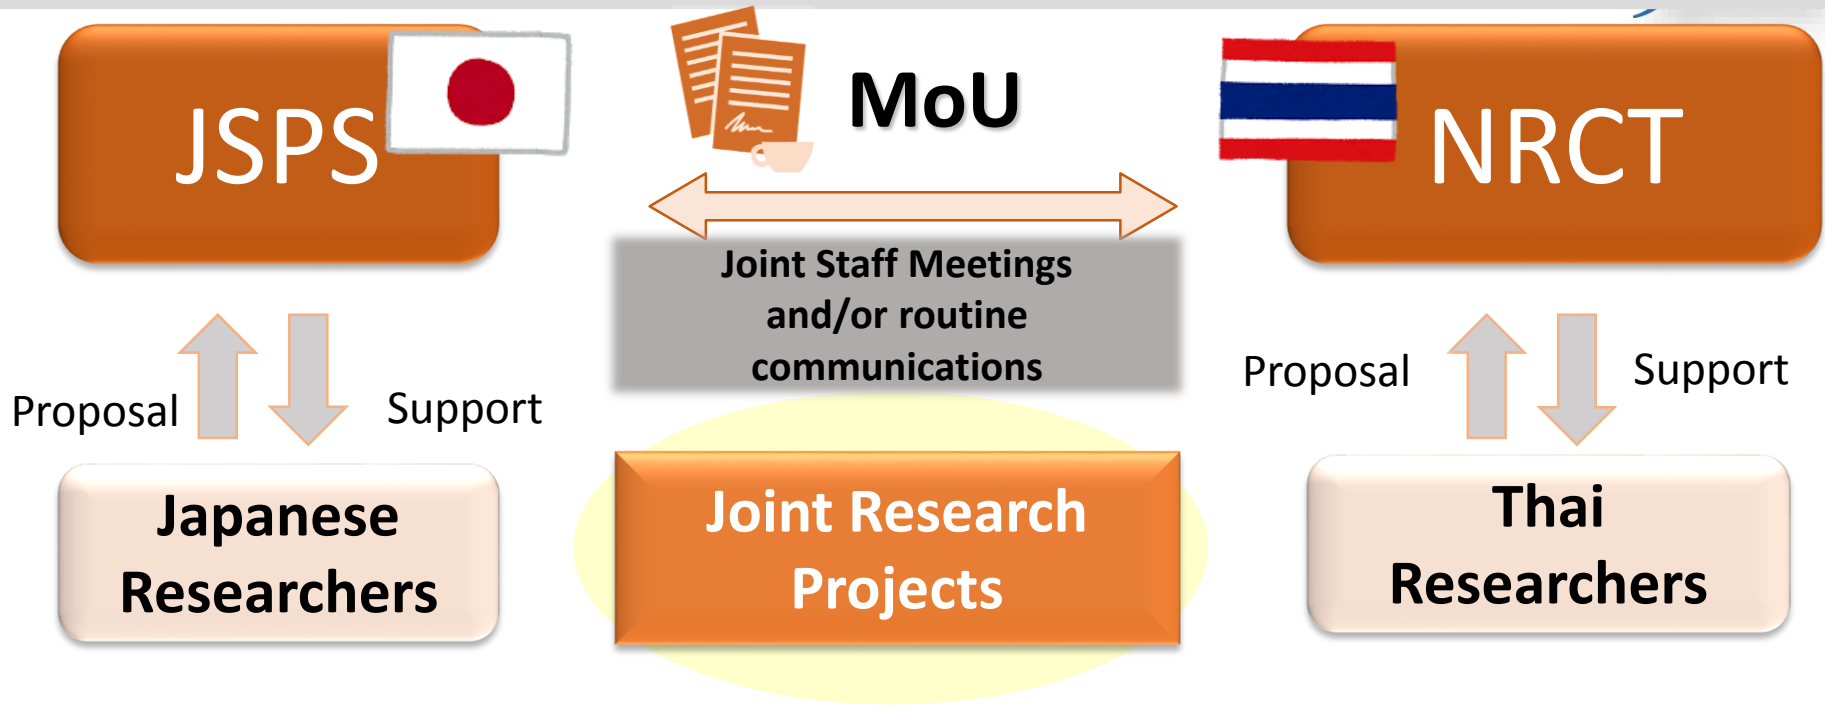 JSPS
MoU
NRCT
Joint Staff Meetings
and/or routine
communications
Proposal
Support
Proposal
Support
Japanese
Researchers
Joint Research
Projects
Thai
Researchers